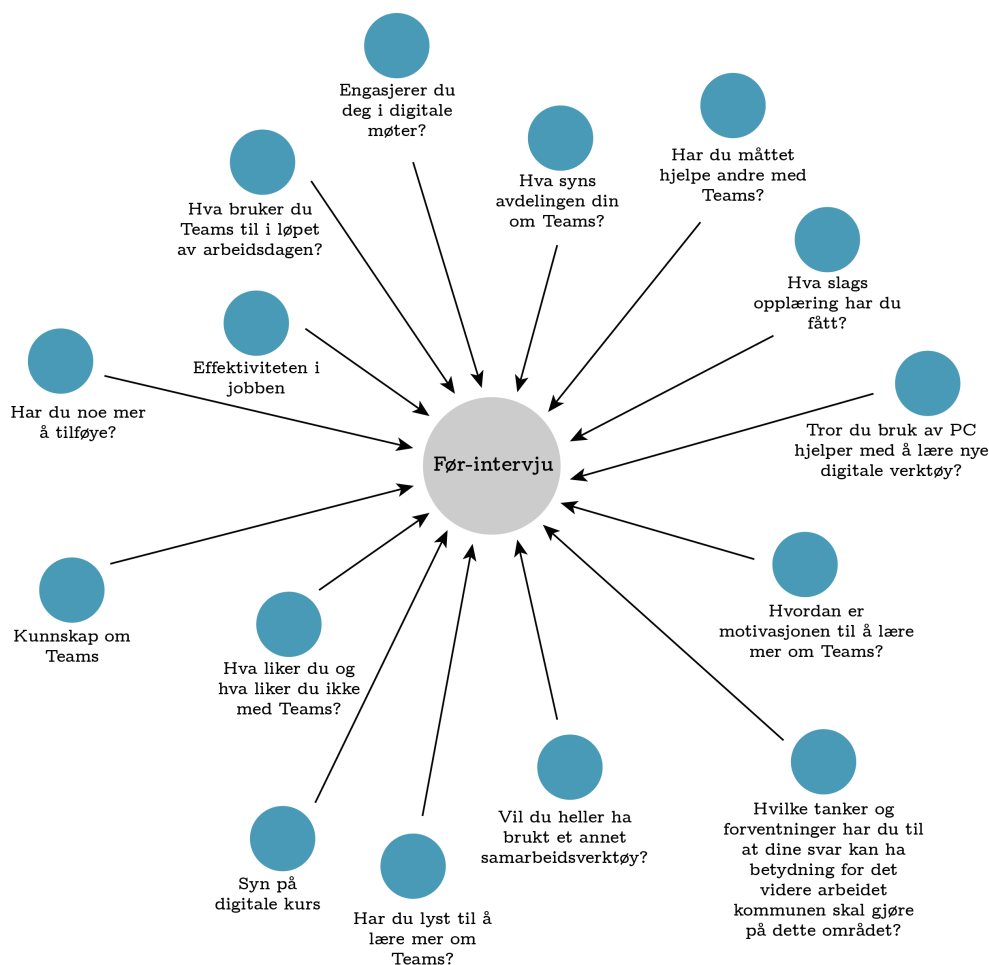 Engasjerer du
deg i digitale
møter?
Hva syns
avdelingen din
om Teams?
Har du måttet
hjelpe andre med
Teams?
Hva bruker du
Teams til i løpet
av arbeidsdagen?
Hva slags
opplæring har du
fått?
Effektiviteten i
jobben
Har du noe mer
å tilføye?
Tror du bruk av PC
hjelper med å lære nye
digitale verktøy?
Før-intervju
Kunnskap om
Teams
Hva liker du og
hva liker du ikke
med Teams?
Hvordan er
motivasjonen til å lære
mer om Teams?
Syn på
digitale kurs
Har du lyst til å
lære mer om
Teams?
Vil du heller ha
brukt et annet
samarbeidsverktøy?
Hvilke tanker og
forventninger har du til
at dine svar kan ha
betydning for det
videre arbeidet
kommunen skal gjøre
på dette området?